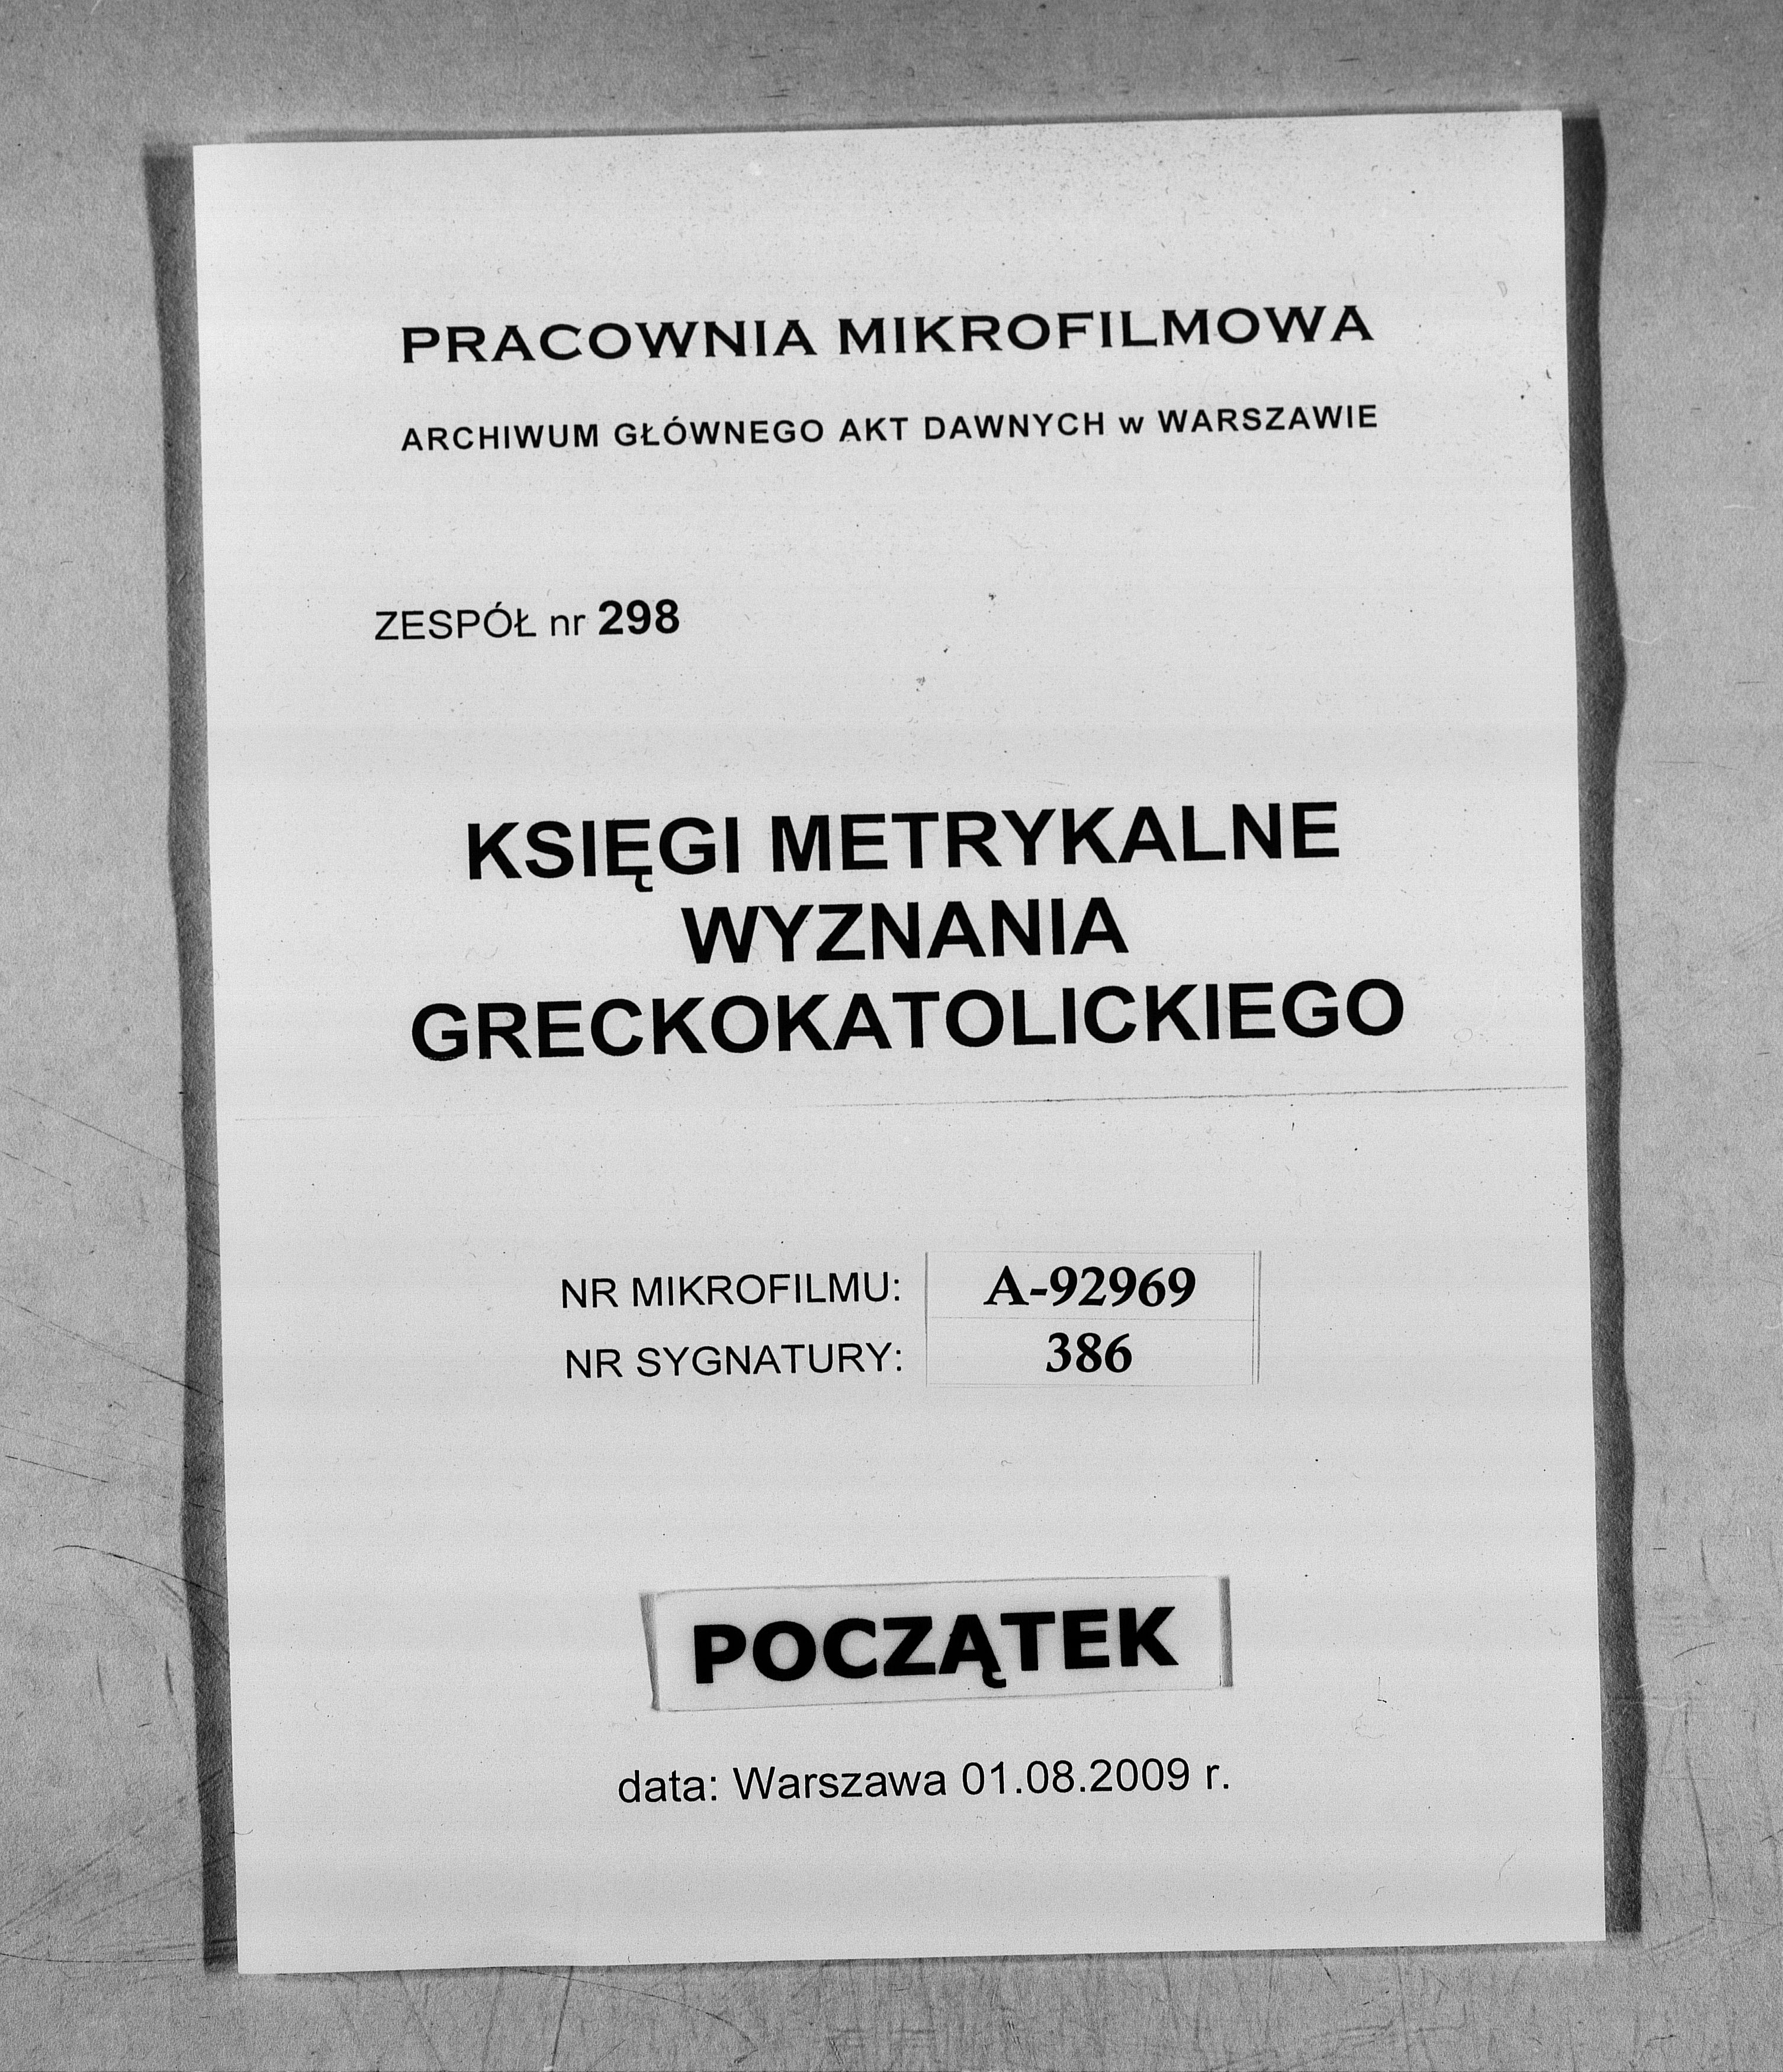 PRACOWNIA MIKROFILMOWA
ARCHIWUM GŁÓWNEGO AKT DAWNYCH w WARSZAWIE
ZESPÓŁ nr 298
KSIĘGI METRYKALNE
WYZNANIA
GRECKOKATOLICKIEGO
NR MIKROFILMU: A-92969
NR SYGNATURY: 386
POCZĄTEK
data: Warszawa 01.08.2009 r.